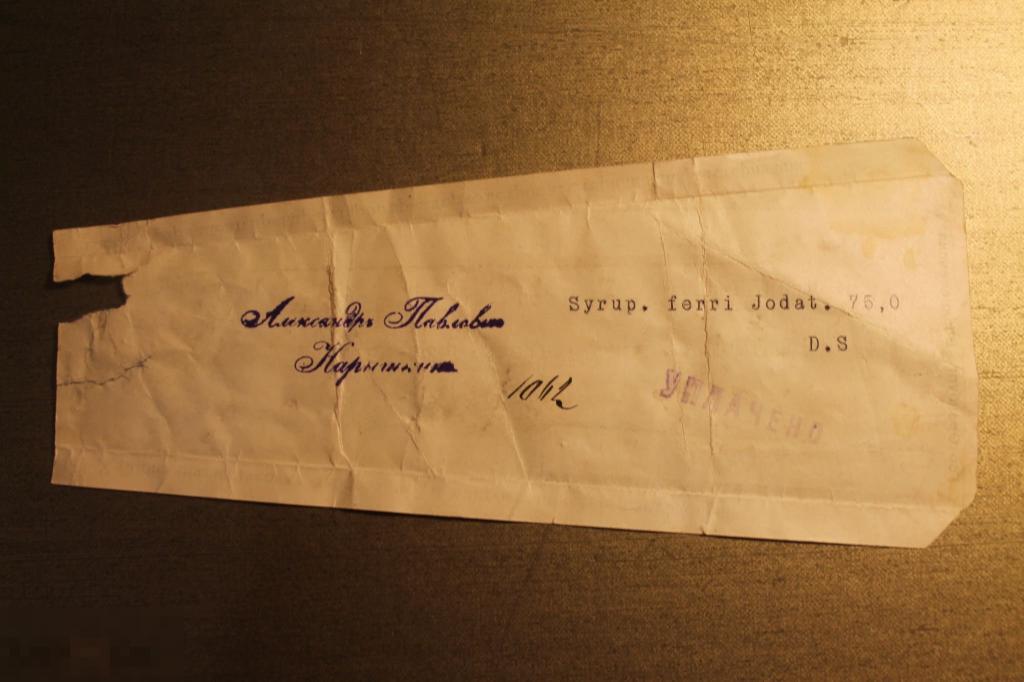 Александръ Павловичъ
Нарышкинъ
Syrup. ferri Jodat. 75,0
D.S
1062
УПЛАЧЕНО